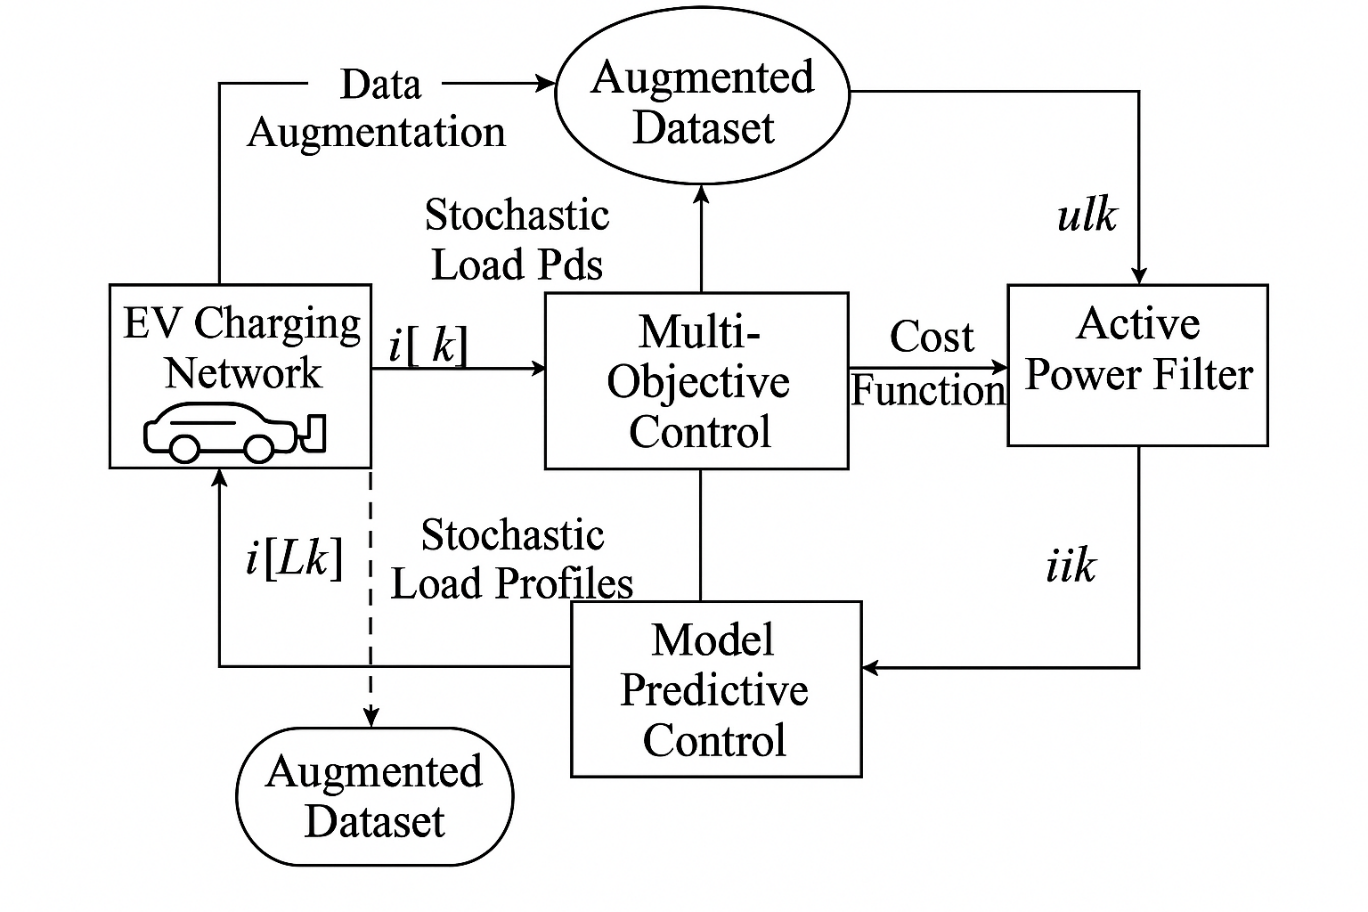 Data
Augmentation
Augmented
Dataset
ulk
Stochastic
Load Pds
EV Charging
Network
i[ k]
Multi-
Objective
Control
Cost
Function
Active
Power Filter
i[Lk]
Stochastic
Load Profiles
iik
Model
Predictive
Control
Augmented
Dataset